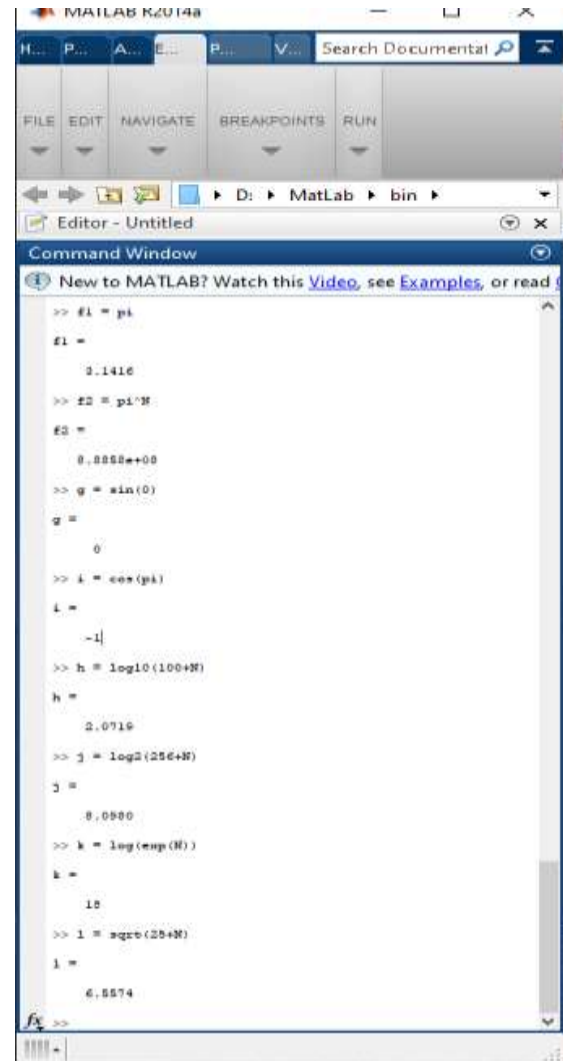 MATLAB R2014a
H... P... A... E... P... V... Search Documentat
FILE EDIT NAVIGATE BREAKPOINTS RUN
D: MatLab bin
Editor - Untitled
Command Window
New to MATLAB? Watch this Video, see Examples, or read
>> f1 = pi
f1 =
3.1416
>> f2 = pi^N
f2 =
8.8858e+08
>> g = sin(0)
g =
0
>> i = cos(pi)
i =
-1
>> h = log10(100+N)
h =
2.0719
>> j = log2(256+N)
j =
8.0980
>> k = log(exp(N))
k =
18
>> l = sqrt(25+N)
l =
6.5574
fx >>